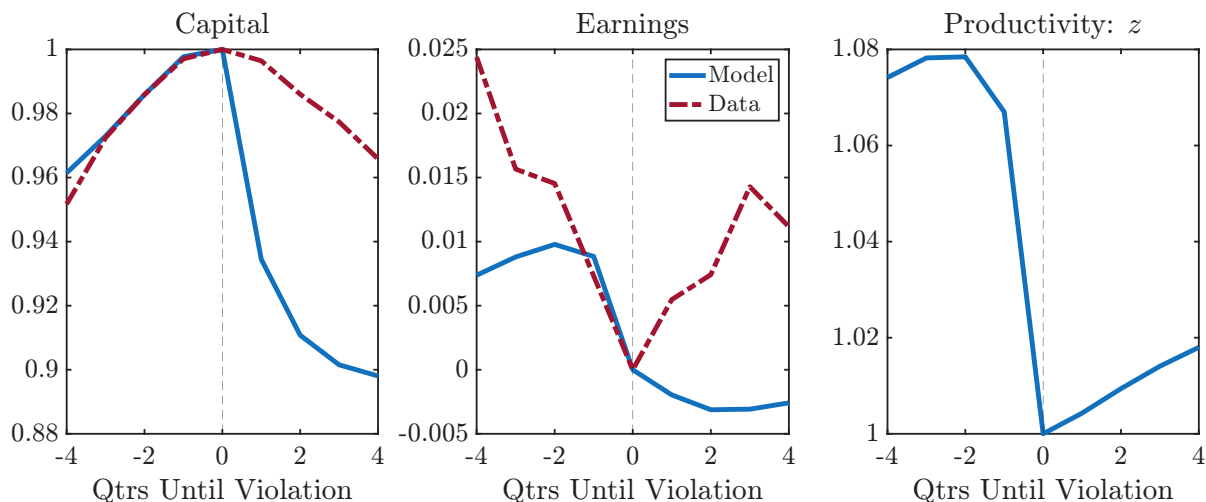 Capital
1
0.98
0.96
0.94
0.92
0.9
0.88
-4 -2 0 2 4
Qtrs Until Violation
Earnings
0.025
0.02
0.015
0.01
0.005
0
-0.005
Model
Data
-4 -2 0 2 4
Qtrs Until Violation
Productivity: z
1.08
1.06
1.04
1.02
1
-4 -2 0 2 4
Qtrs Until Violation